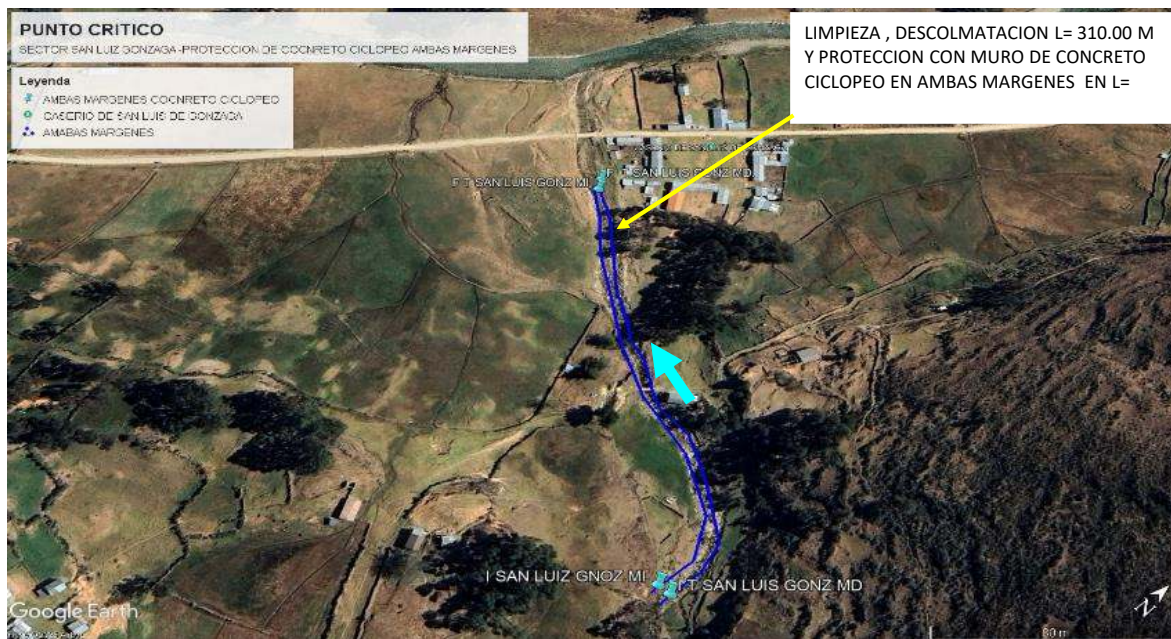 PUNTO CRITICO
SECTOR SAN LUIZ GONZAGA -PROTECCION DE COCNRETO CICLOPEO AMBAS MARGENES
Leyenda
AMBAS MARGENES COCNRETO CICLOPEO
CASERIO DE SAN LUIS DE GONZAGA
AMABAS MARGENES
LIMPIEZA , DESCOLMATACION L= 310.00 M
Y PROTECCION CON MURO DE CONCRETO
CICLOPEO EN AMBAS MARGENES EN L=
F T SAN LUIS GONZ MI
F T SAN LUIS GONZ MD
I SAN LUIZ GNOZ MI
I T SAN LUIS GONZ MD
Google Earth
N